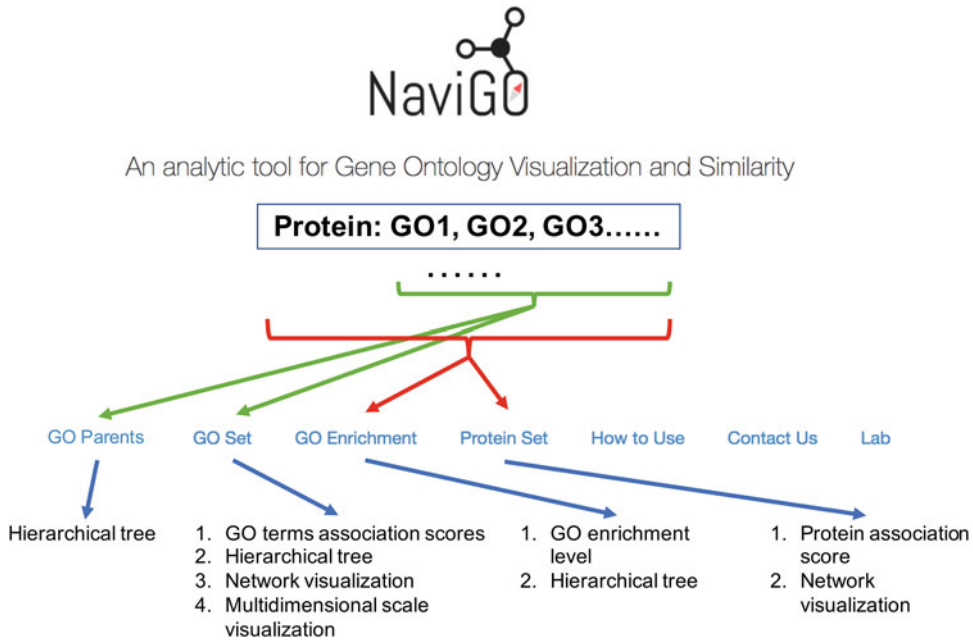 NaviGO
An analytic tool for Gene Ontology Visualization and Similarity
Protein: GO1, GO2, GO3......
......
GO Parents
GO Set
GO Enrichment
Protein Set
How to Use
Contact Us
Lab
Hierarchical tree
1. GO terms association scores
2. Hierarchical tree
3. Network visualization
4. Multidimensional scale
visualization
1. GO enrichment
level
2. Hierarchical tree
1. Protein association
score
2. Network
visualization